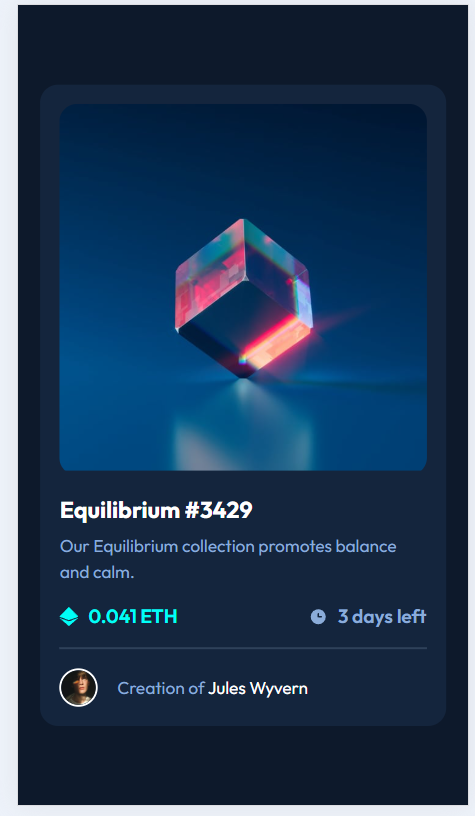 Equilibrium #3429
Our Equilibrium collection promotes balance
and calm.
0.041 ETH
3 days left
Creation of Jules Wyvern